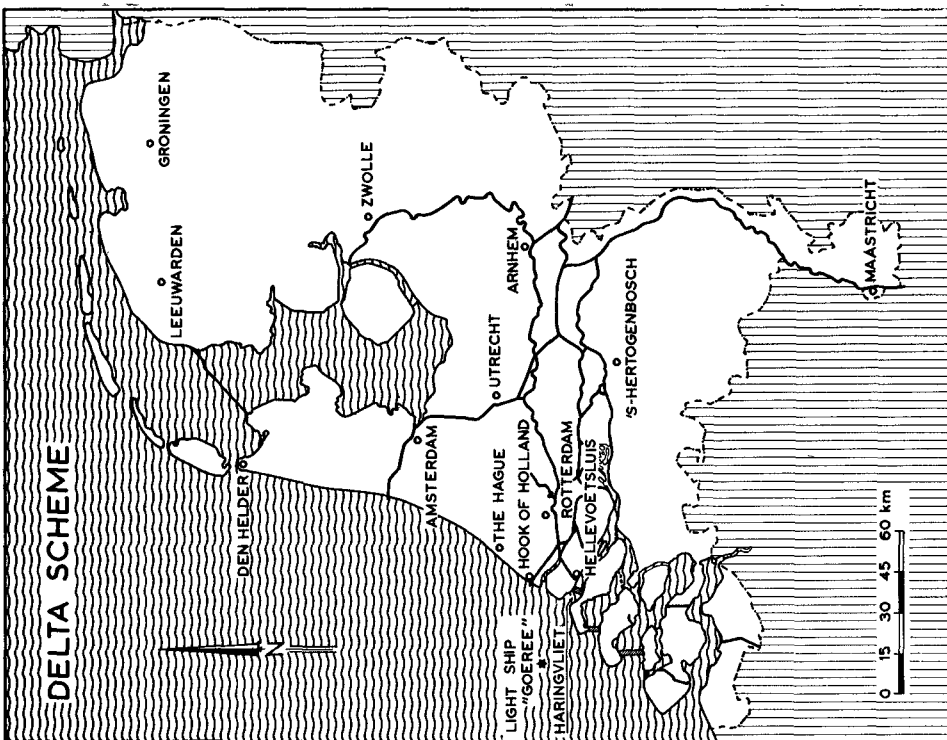 DELTA SCHEME
N
GRONINGEN
LEEUWARDEN
DEN HELDER
ZWOLLE
AMSTERDAM
UTRECHT
ARNHEM
THE HAGUE
HOOK OF HOLLAND
ROTTERDAM
HELLEVOETSLUIS
LIGHT SHIP
"GOEREE"
HARINGVLIET
'S-HERTOGENBOSCH
MAASTRICHT
0 15 30 45 60 km